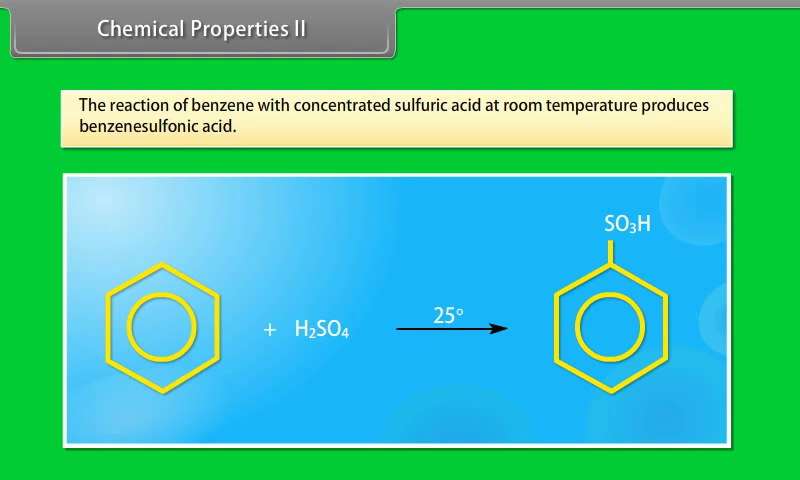 Chemical Properties II
The reaction of benzene with concentrated sulfuric acid at room temperature produces
benzenesulfonic acid.
SO₃H
+ H₂SO₄
25°